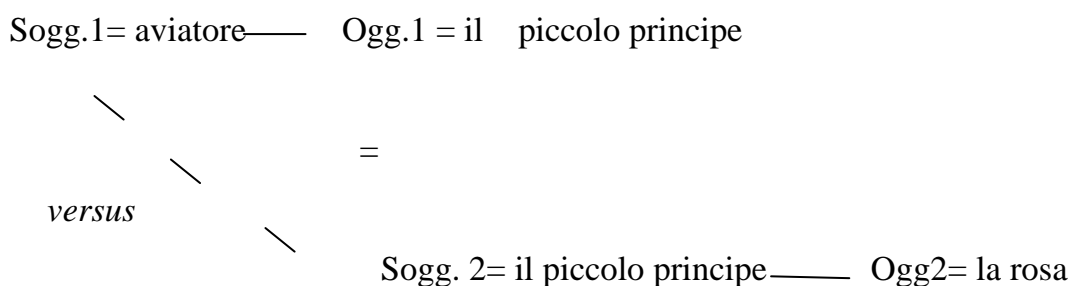 Sogg.1= aviatore Ogg.1 = il piccolo principe
=
versus
Sogg. 2= il piccolo principe Ogg2= la rosa